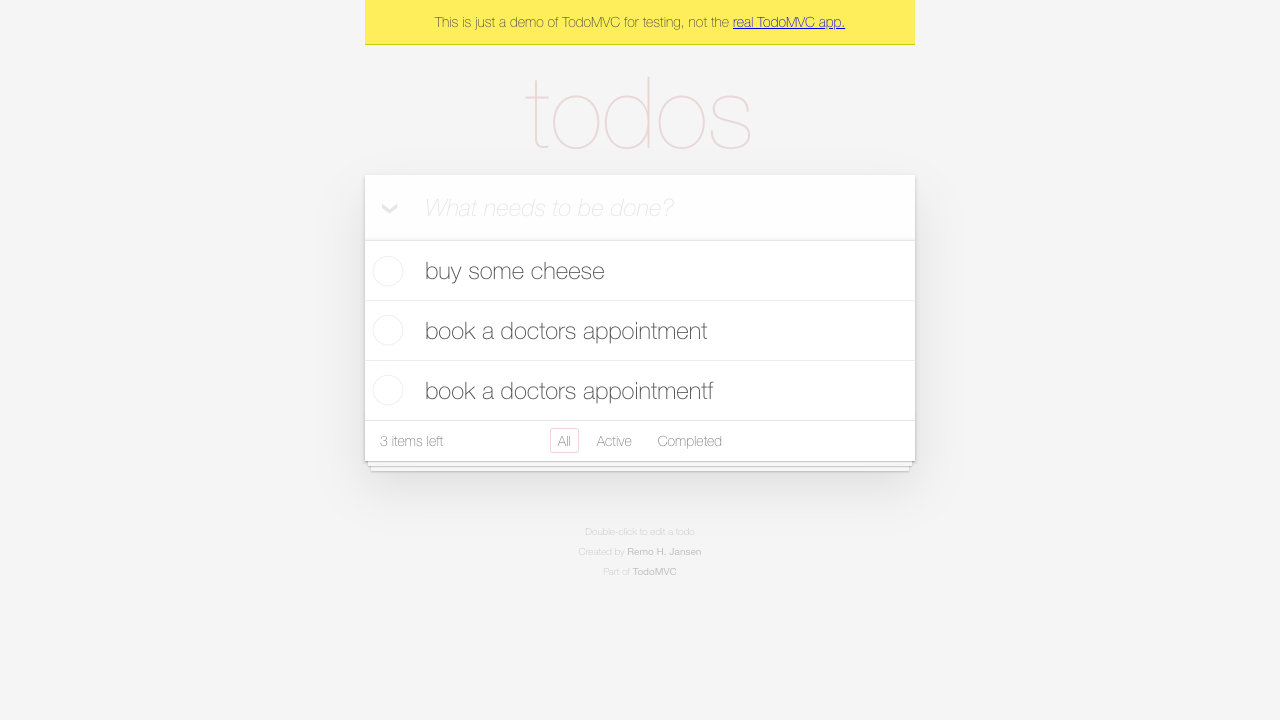 This is just a demo of TodoMVC for testing, not the real TodoMVC app.
todos
What needs to be done?
buy some cheese
book a doctors appointment
book a doctors appointmentf
3 items left All Active Completed
Double-click to edit a todo
Created by Remo H. Jansen
Part of TodoMVC